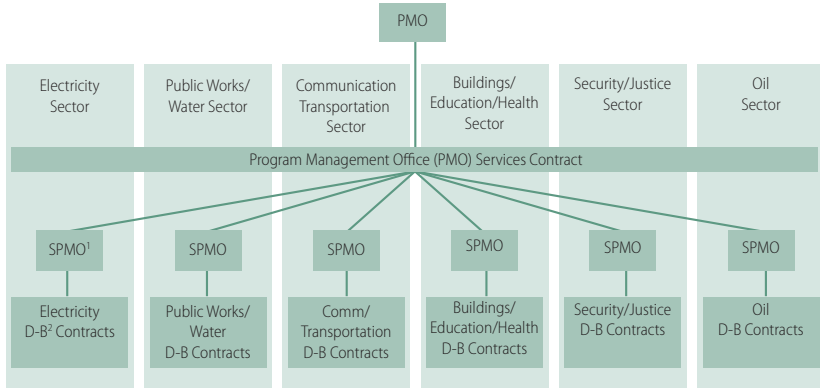 PMO
Electricity
Sector
Public Works/
Water Sector
Communication
Transportation
Sector
Buildings/
Education/Health
Sector
Security/Justice
Sector
Oil
Sector
Program Management Office (PMO) Services Contract
SPMO¹
SPMO
SPMO
SPMO
SPMO
SPMO
Electricity
D-B² Contracts
Public Works/
Water
D-B Contracts
Comm/
Transportation
D-B Contracts
Buildings/
Education/Health
D-B Contracts
Security/Justice
D-B Contracts
Oil
D-B Contracts